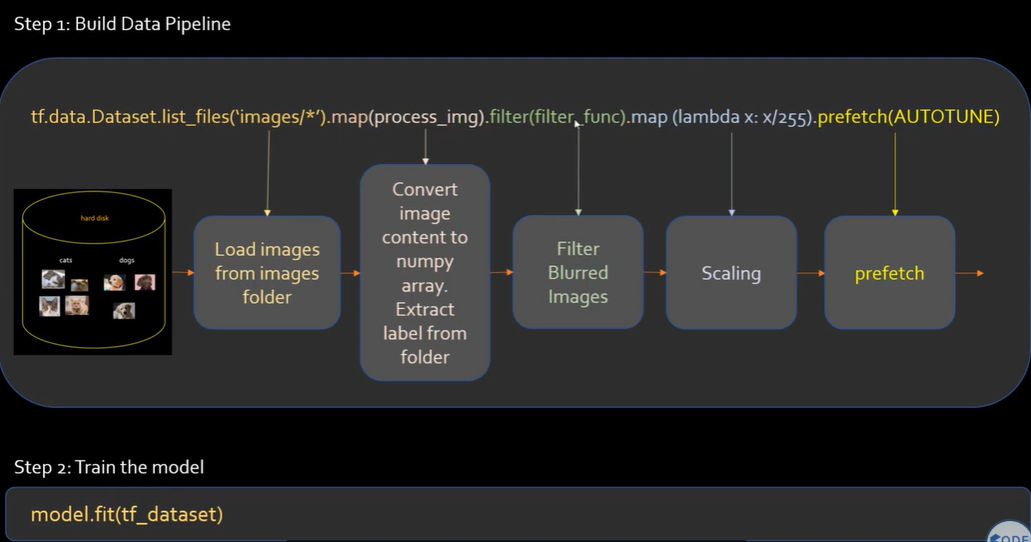 Step 1: Build Data Pipeline
tf.data.Dataset.list_files('images/*').map(process_img).filter(filter_func).map (lambda x: x/255).prefetch(AUTOTUNE)
hard disk
cats
dogs
Load images
from images
folder
Convert
image
content to
numpy
array.
Extract
label from
folder
Filter
Blurred
Images
Scaling
prefetch
Step 2: Train the model
model.fit(tf_dataset)